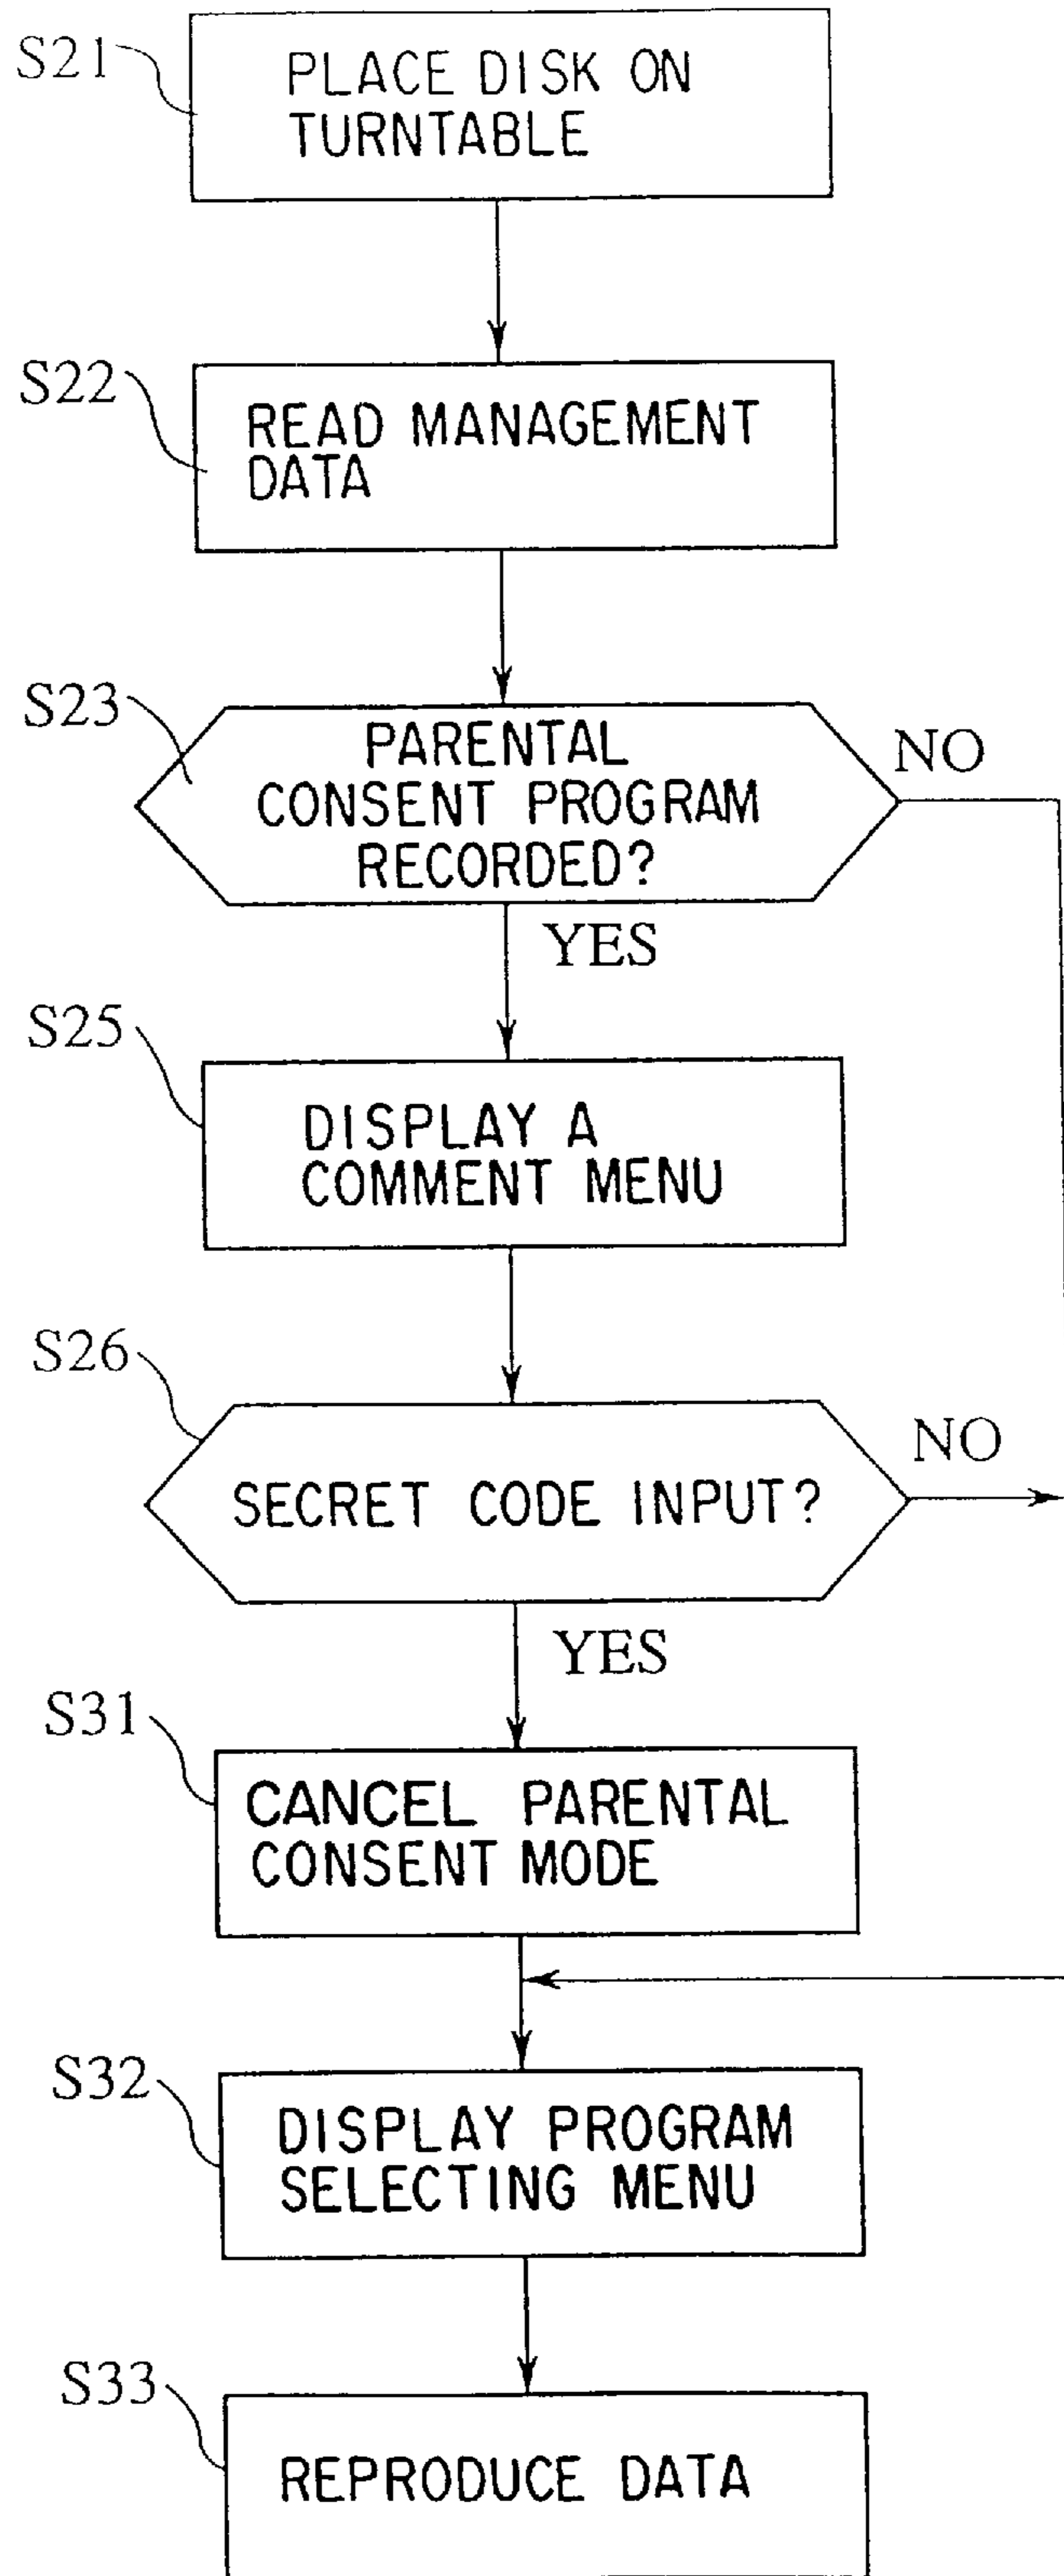 S21
PLACE DISK ON
TURNTABLE
S22
READ MANAGEMENT
DATA
S23
PARENTAL
CONSENT PROGRAM
RECORDED?
NO
YES
S25
DISPLAY A
COMMENT MENU
S26
SECRET CODE INPUT?
NO
YES
S31
CANCEL PARENTAL
CONSENT MODE
S32
DISPLAY PROGRAM
SELECTING MENU
S33
REPRODUCE DATA